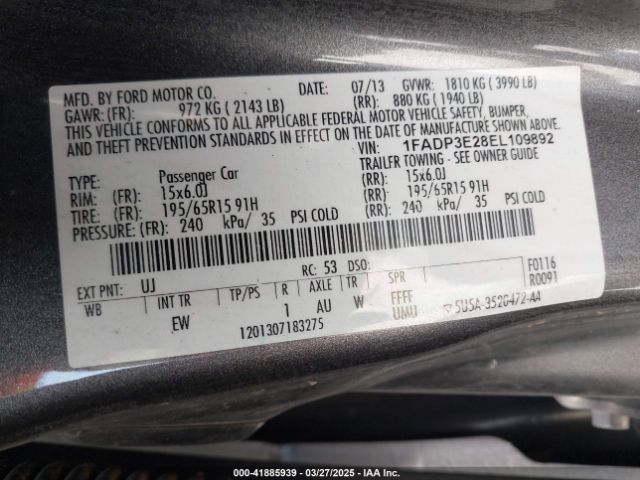 MFD. BY FORD MOTOR CO. DATE: 07/13 GVWR: 1810 KG ( 3990 LB)
GAWR: (FR): 972 KG ( 2143 LB) (RR): 880 KG ( 1940 LB)
THIS VEHICLE CONFORMS TO ALL APPLICABLE FEDERAL MOTOR VEHICLE SAFETY, BUMPER,
AND THEFT PREVENTION STANDARDS IN EFFECT ON THE DATE OF MANUFACTURE SHOWN ABOVE.
VIN: 1FADP3E28EL109892
TYPE: Passenger Car TRAILER TOWING - SEE OWNER GUIDE
RIM: (FR): 15x6.0J (RR): 15x6.0J
TIRE: (FR): 195/65R15 91H (RR): 195/65R15 91H
PRESSURE: (FR): 240 kPa/ 35 PSI COLD (RR): 240 kPa/ 35 PSI COLD
EXT PNT: UJ RC: 53 DSO: F0116
WB INT TR TP/PS R AXLE TR SPR R0091
EW 1 AU W FFFF
UMU
1201307183275
5U5A-3520472-AA
000-41885939 - 03/27/2025 - IAA Inc.